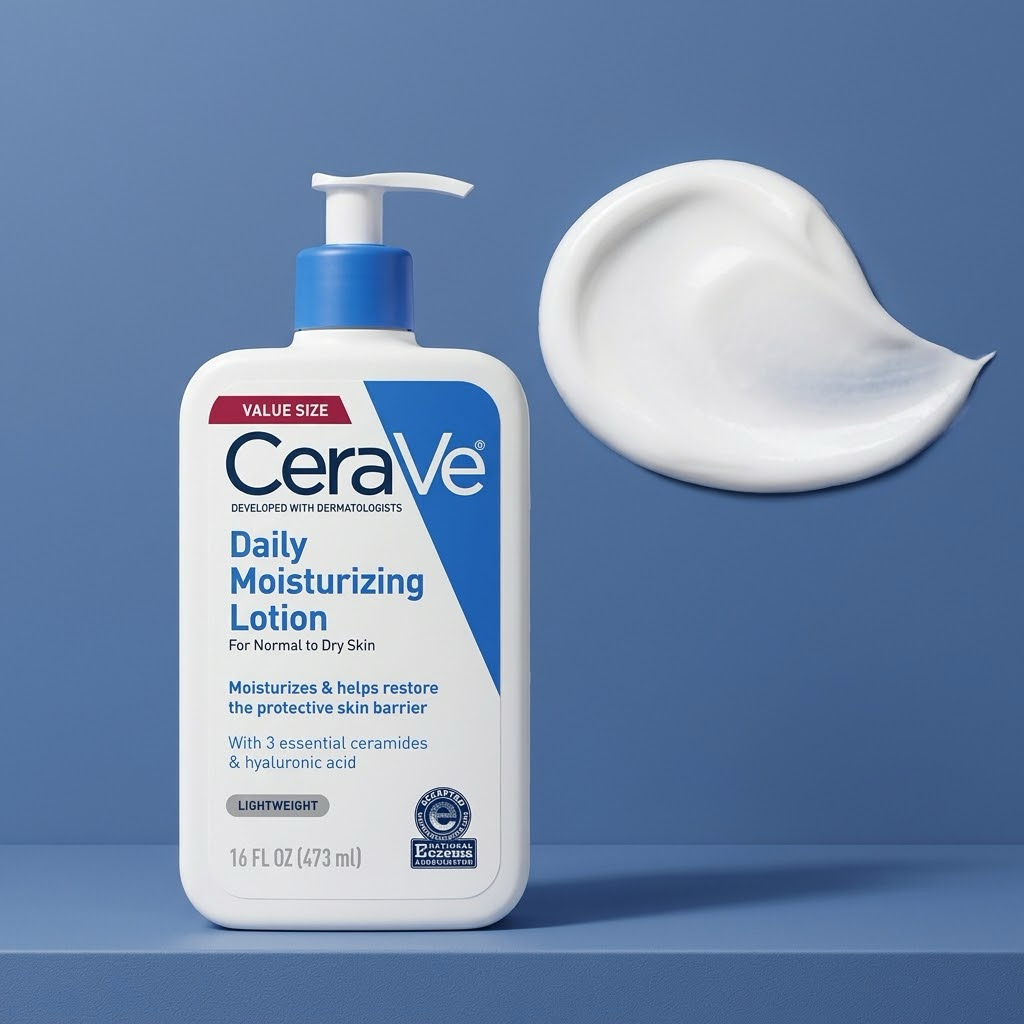 VALUE SIZE
CeraVe®
DEVELOPED WITH DERMATOLOGISTS
Daily
Moisturizing
Lotion
For Normal to Dry Skin
Moisturizes & helps restore
the protective skin barrier
With 3 essential ceramides
& hyaluronic acid
LIGHTWEIGHT
16 FL OZ (473 ml)